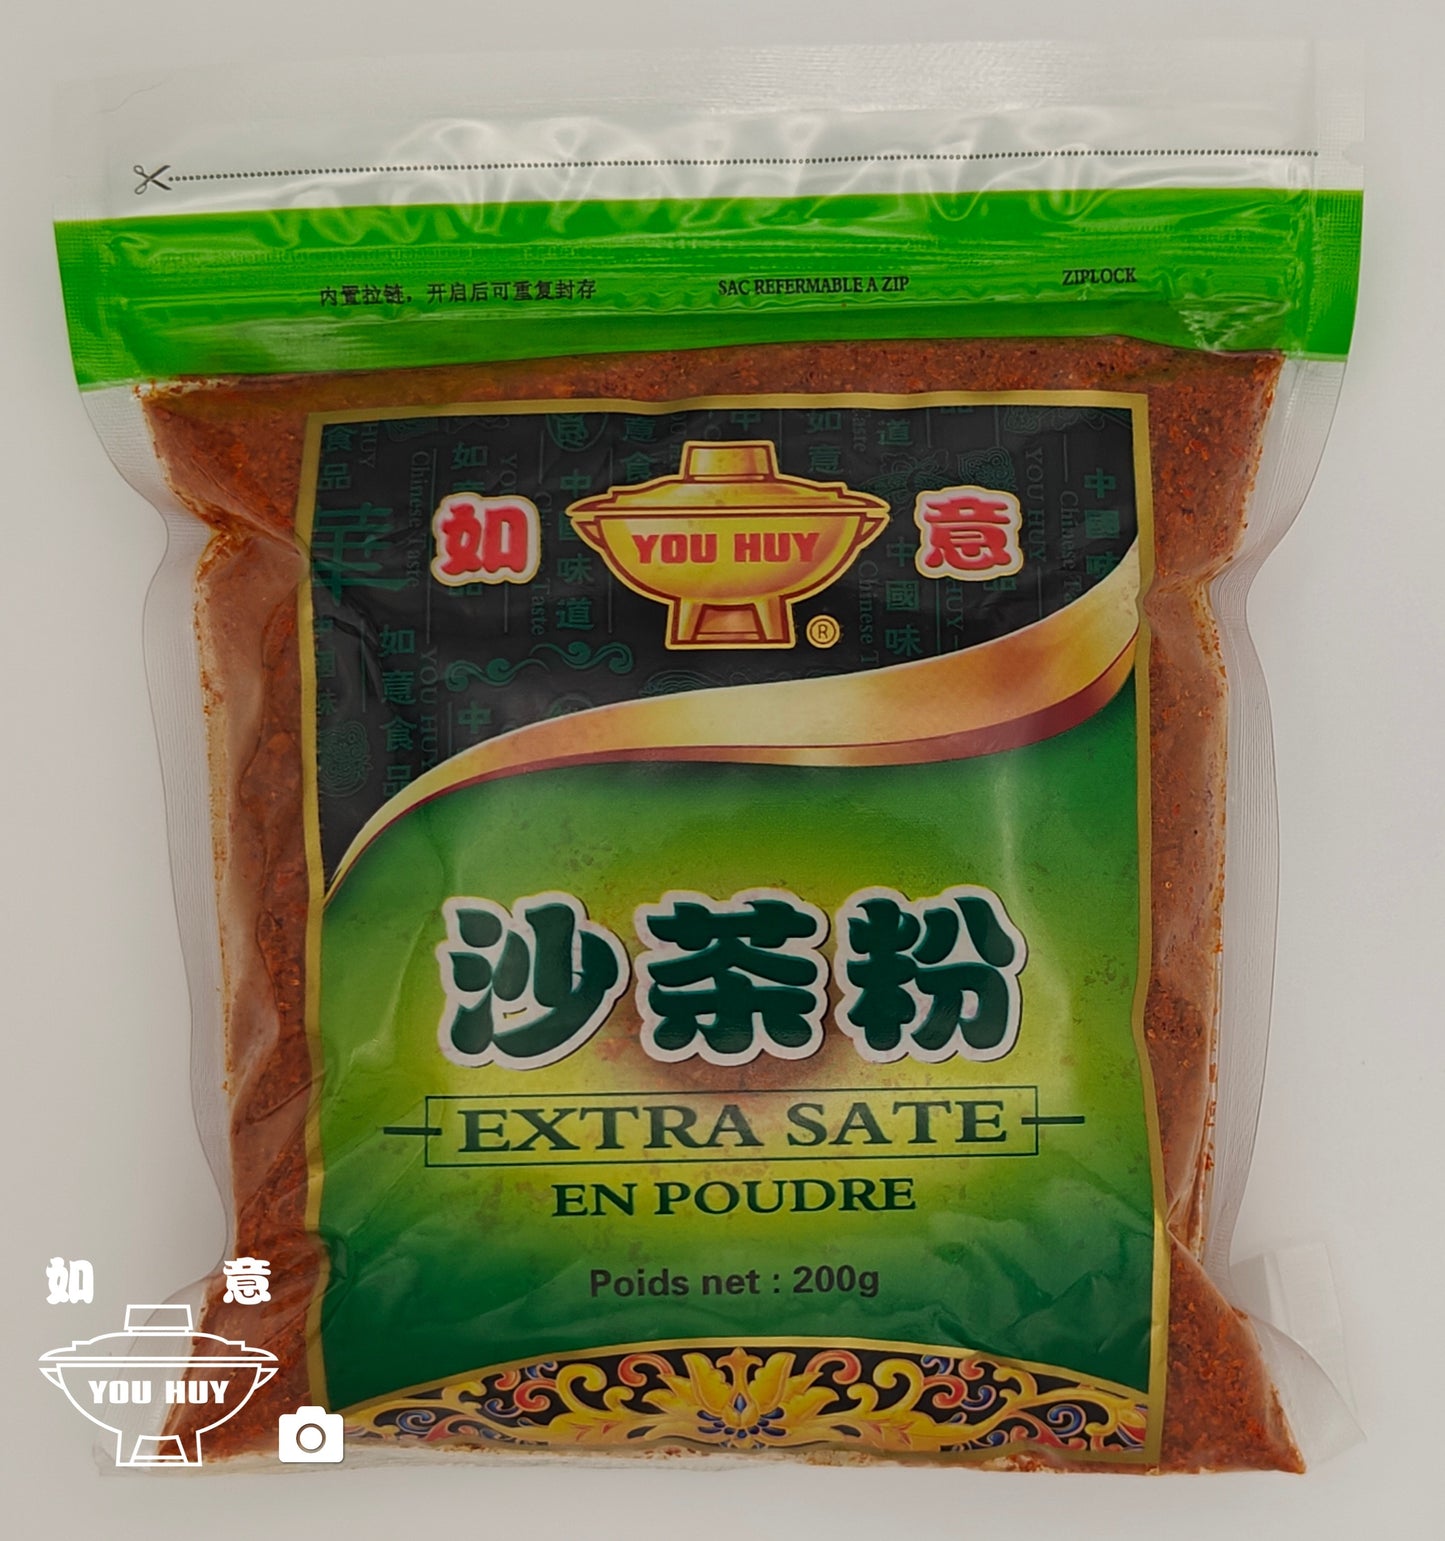 内置拉链，开启后可重复封存 SAC REFERMABLE A ZIP ZIPLOCK
如 YOU HUY 意
®
沙茶粉
EXTRA SATE
EN POUDRE
Poids net : 200g
如 意
YOU HUY